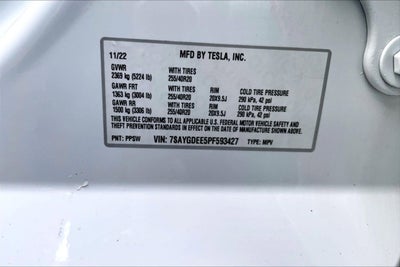 11/22 MFD BY TESLA, INC.
GVWR
2369 kg (5224 lb) WITH TIRES 255/40R20
GAWR FRT WITH TIRES RIM COLD TIRE PRESSURE
1363 kg (3004 lb) 255/40R20 20X9.5J 290 kPa, 42 psi
GAWR RR WITH TIRES RIM COLD TIRE PRESSURE
1500 kg (3306 lb) 255/40R20 20X9.5J 290 kPa, 42 psi
THIS VEHICLE CONFORMS TO ALL APPLICABLE U.S. FEDERAL MOTOR VEHICLE SAFETY
AND THEFT PREVENTION STANDARDS IN EFFECT ON THE DATE OF MANUFACTURE SHOWN ABOVE.
PNT: PPSW VIN: 7SAYGDEE5PF593427 TYPE: MPV